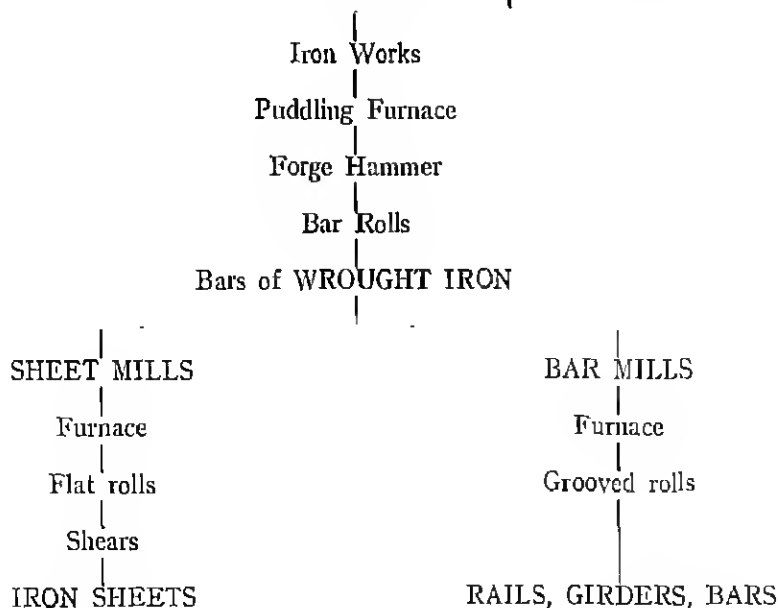 Iron Works
Puddling Furnace
Forge Hammer
Bar Rolls
Bars of WROUGHT IRON
SHEET MILLS
Furnace
Flat rolls
Shears
IRON SHEETS
BAR MILLS
Furnace
Grooved rolls
RAILS, GIRDERS, BARS